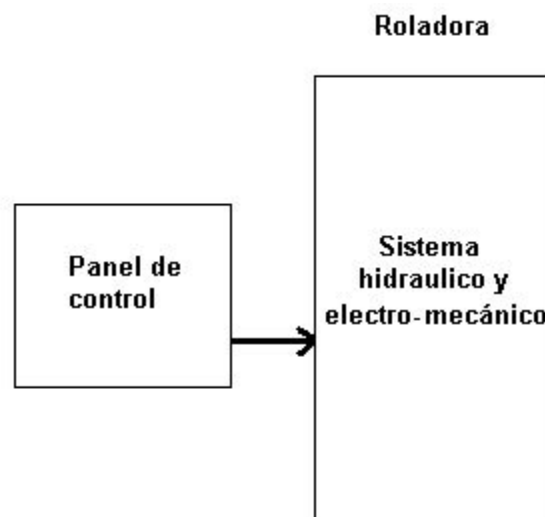 Roladora
Panel de
control
Sistema
hidraulico y
electro-mecánico